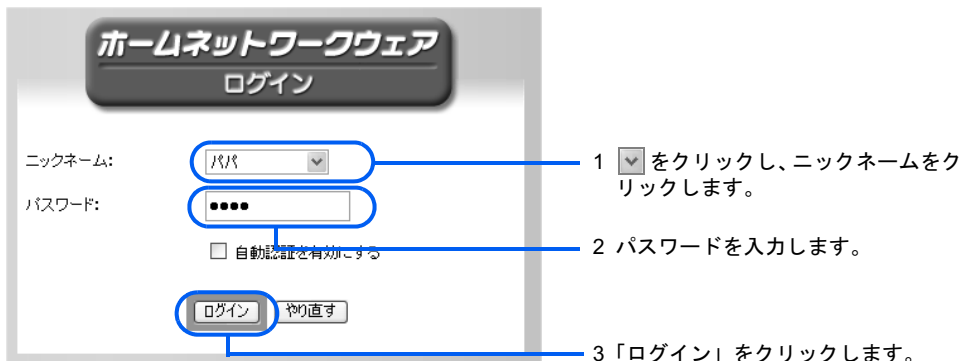 ホームネットワークウェア
ログイン
ニックネーム:
パパ
パスワード:
●●●●
自動認証を有効にする
ログイン
やり直す
1 をクリックし、ニックネームをク
リックします。
2 パスワードを入力します。
3「ログイン」をクリックします。